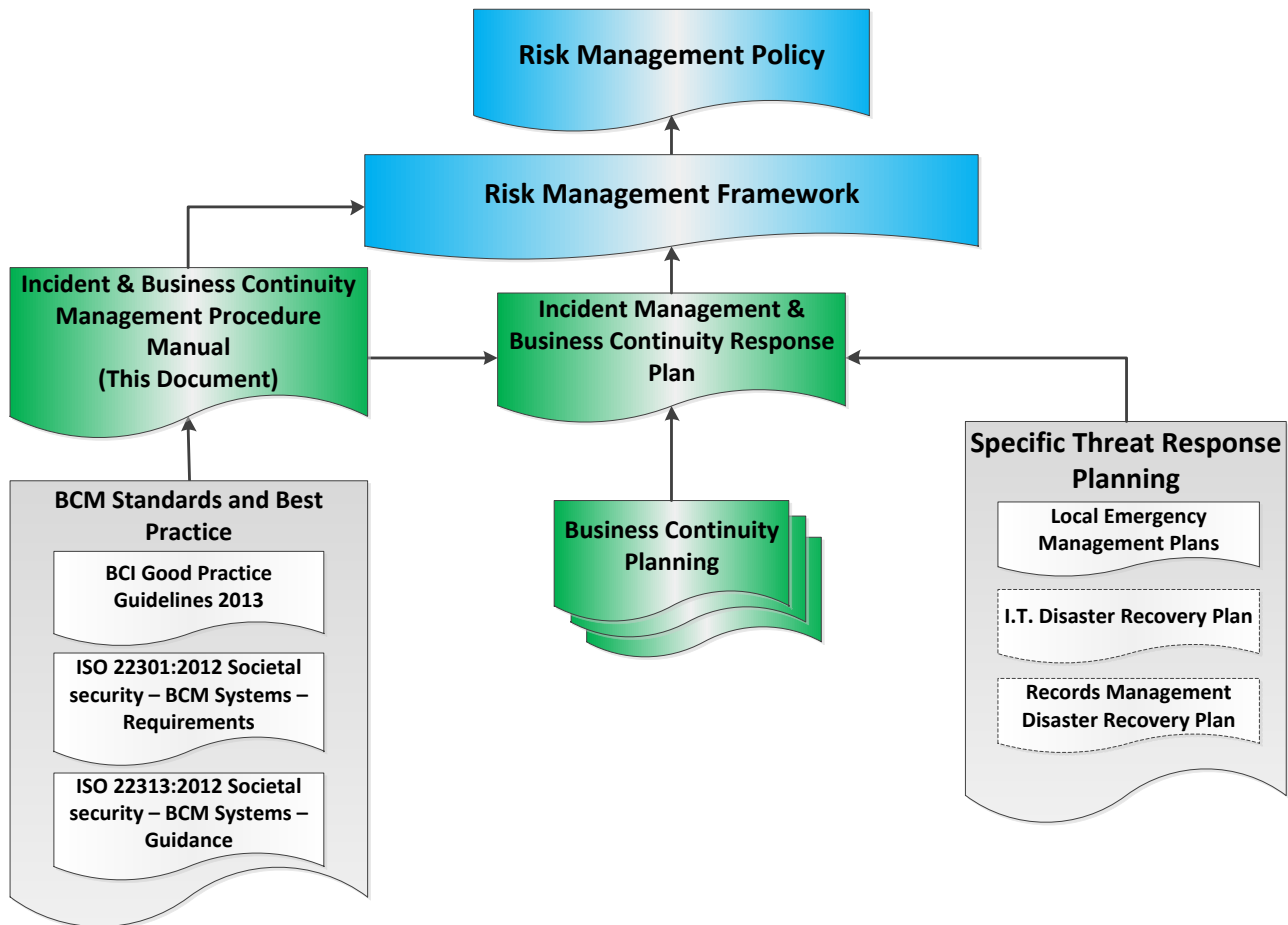 Risk Management Policy
Risk Management Framework
Incident & Business Continuity
Management Procedure
Manual
(This Document)
Incident Management &
Business Continuity Response
Plan
BCM Standards and Best
Practice
BCI Good Practice
Guidelines 2013
ISO 22301:2012 Societal
security – BCM Systems –
Requirements
ISO 22313:2012 Societal
security – BCM Systems –
Guidance
Business Continuity
Planning
Specific Threat Response
Planning
Local Emergency
Management Plans
I.T. Disaster Recovery Plan
Records Management
Disaster Recovery Plan